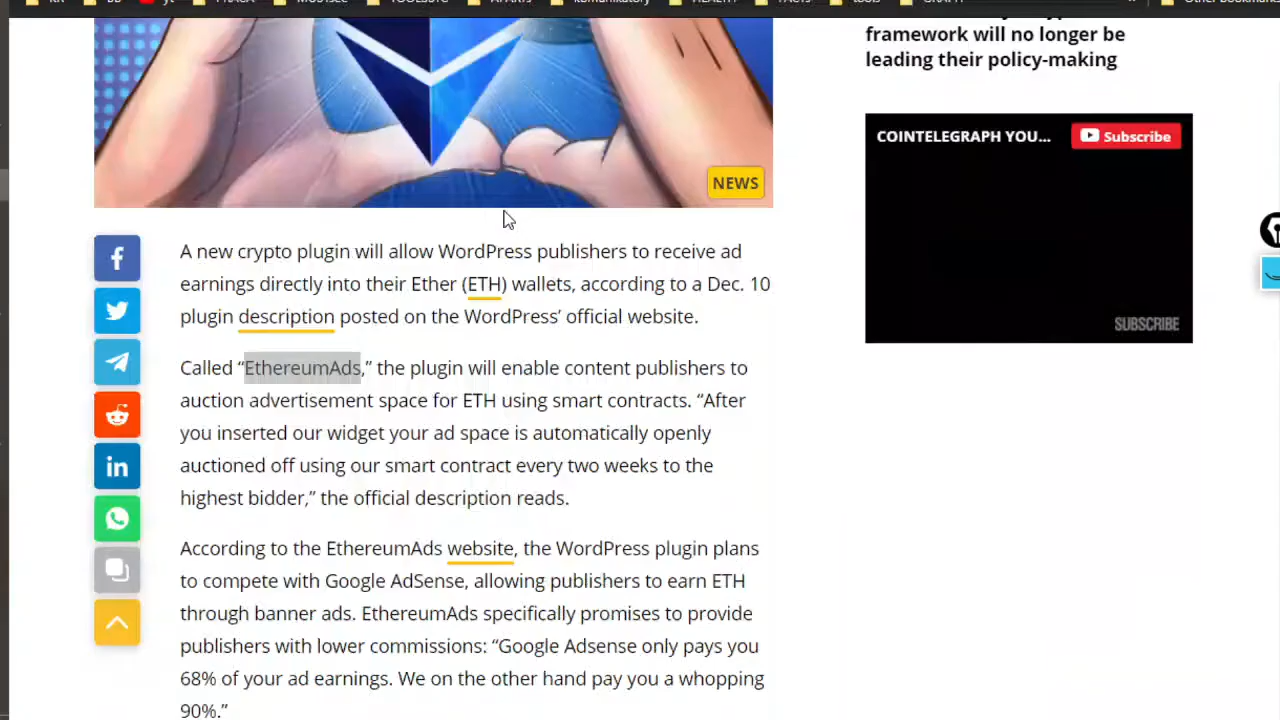 framework will no longer be
leading their policy-making
COINTELEGRAPH YOU...
Subscribe
SUBSCRIBE
NEWS
A new crypto plugin will allow WordPress publishers to receive ad
earnings directly into their Ether (ETH) wallets, according to a Dec. 10
plugin description posted on the WordPress’ official website.
Called “EthereumAds,” the plugin will enable content publishers to
auction advertisement space for ETH using smart contracts. “After
you inserted our widget your ad space is automatically openly
auctioned off using our smart contract every two weeks to the
highest bidder,” the official description reads.
According to the EthereumAds website, the WordPress plugin plans
to compete with Google AdSense, allowing publishers to earn ETH
through banner ads. EthereumAds specifically promises to provide
publishers with lower commissions: “Google Adsense only pays you
68% of your ad earnings. We on the other hand pay you a whopping
90%.”